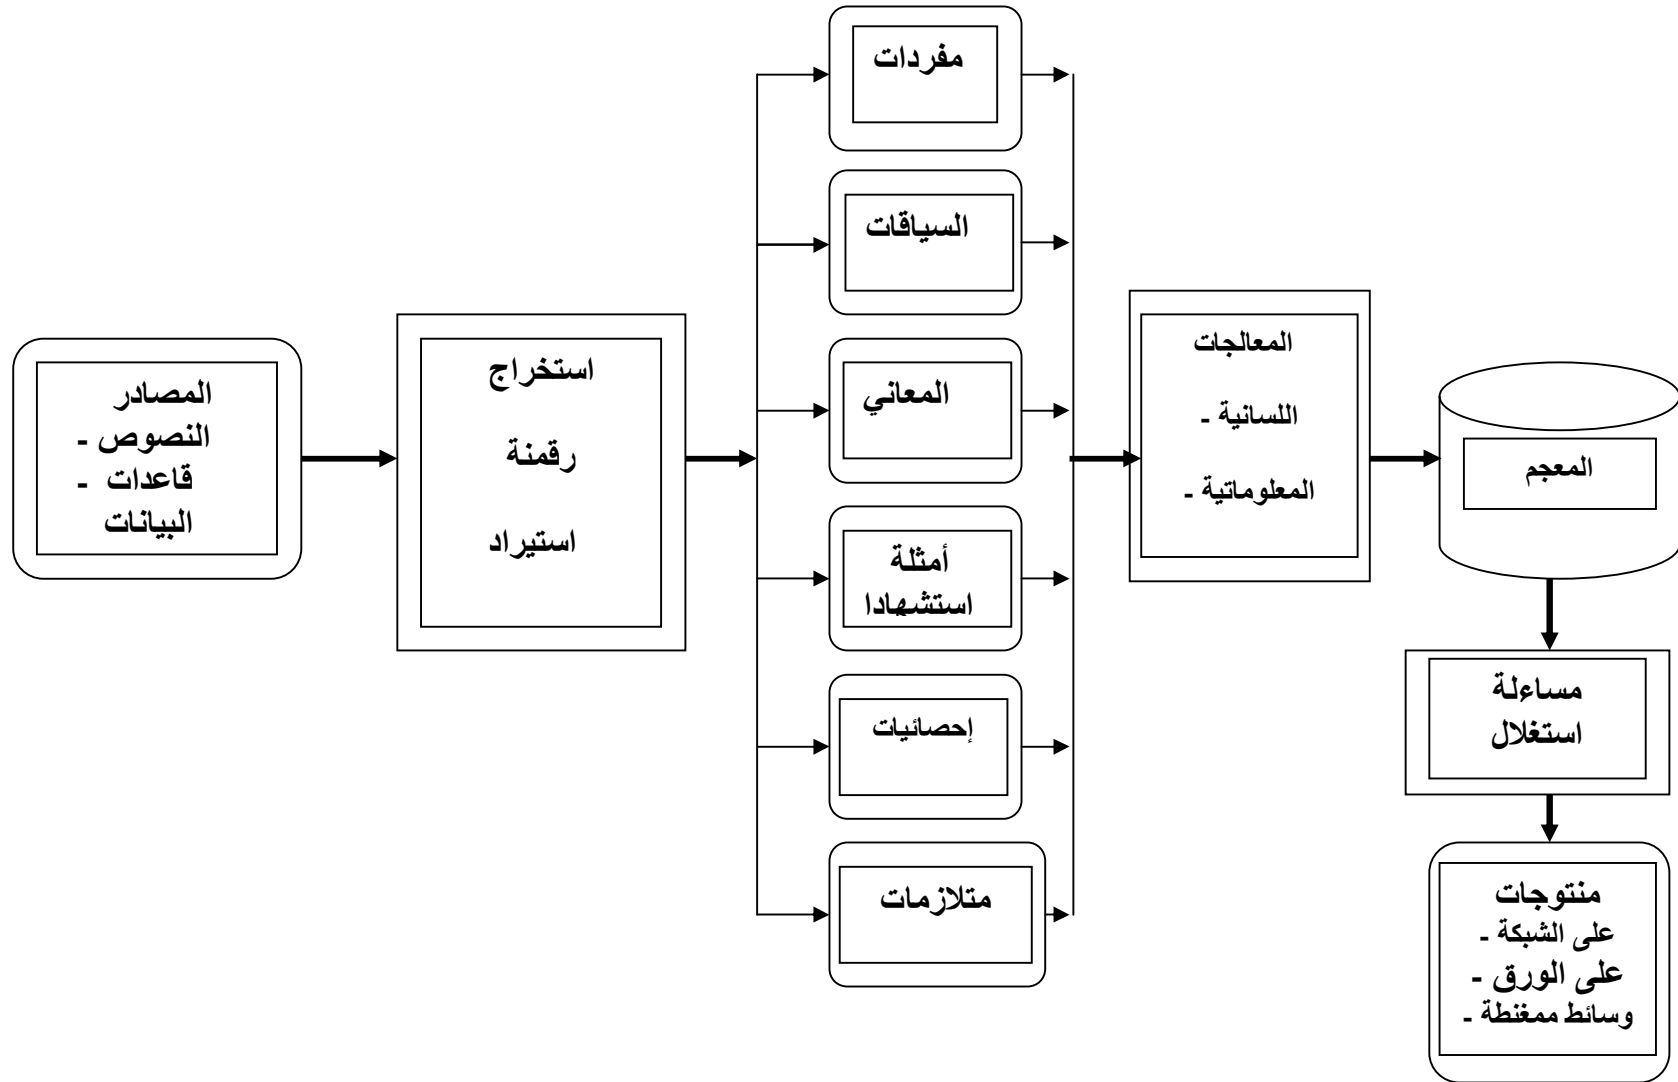 المصادر
النصوص -
قاعدات -
البيانات
استخراج
رقمنة
استيراد
مفردات
السياقات
المعاني
أمثلة
استشهادا
إحصائيات
متلازمات
المعالجات
اللسانية -
المعلوماتية -
المعجم
مساءلة
استغلال
منتوجات
على الشبكة -
على الورق -
وسائط ممغنطة -